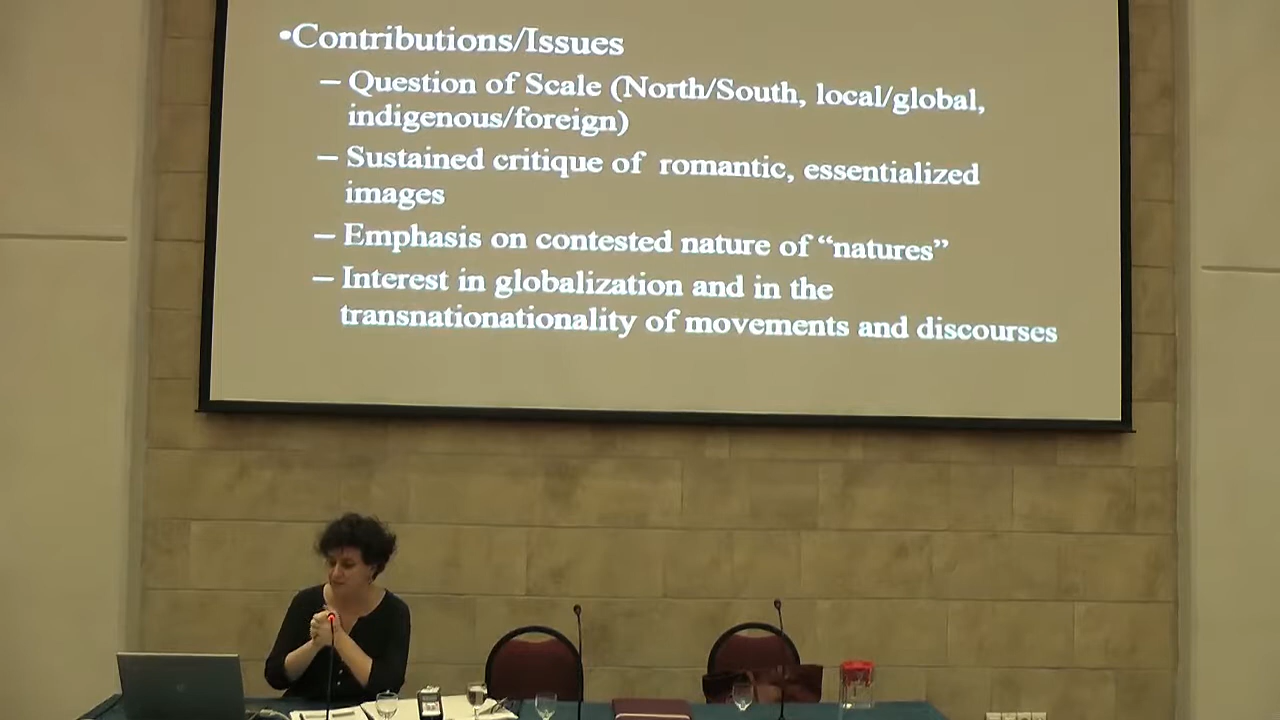 •Contributions/Issues
– Question of Scale (North/South, local/global,
indigenous/foreign)
– Sustained critique of romantic, essentialized
images
– Emphasis on contested nature of “natures”
– Interest in globalization and in the
transnationationality of movements and discourses